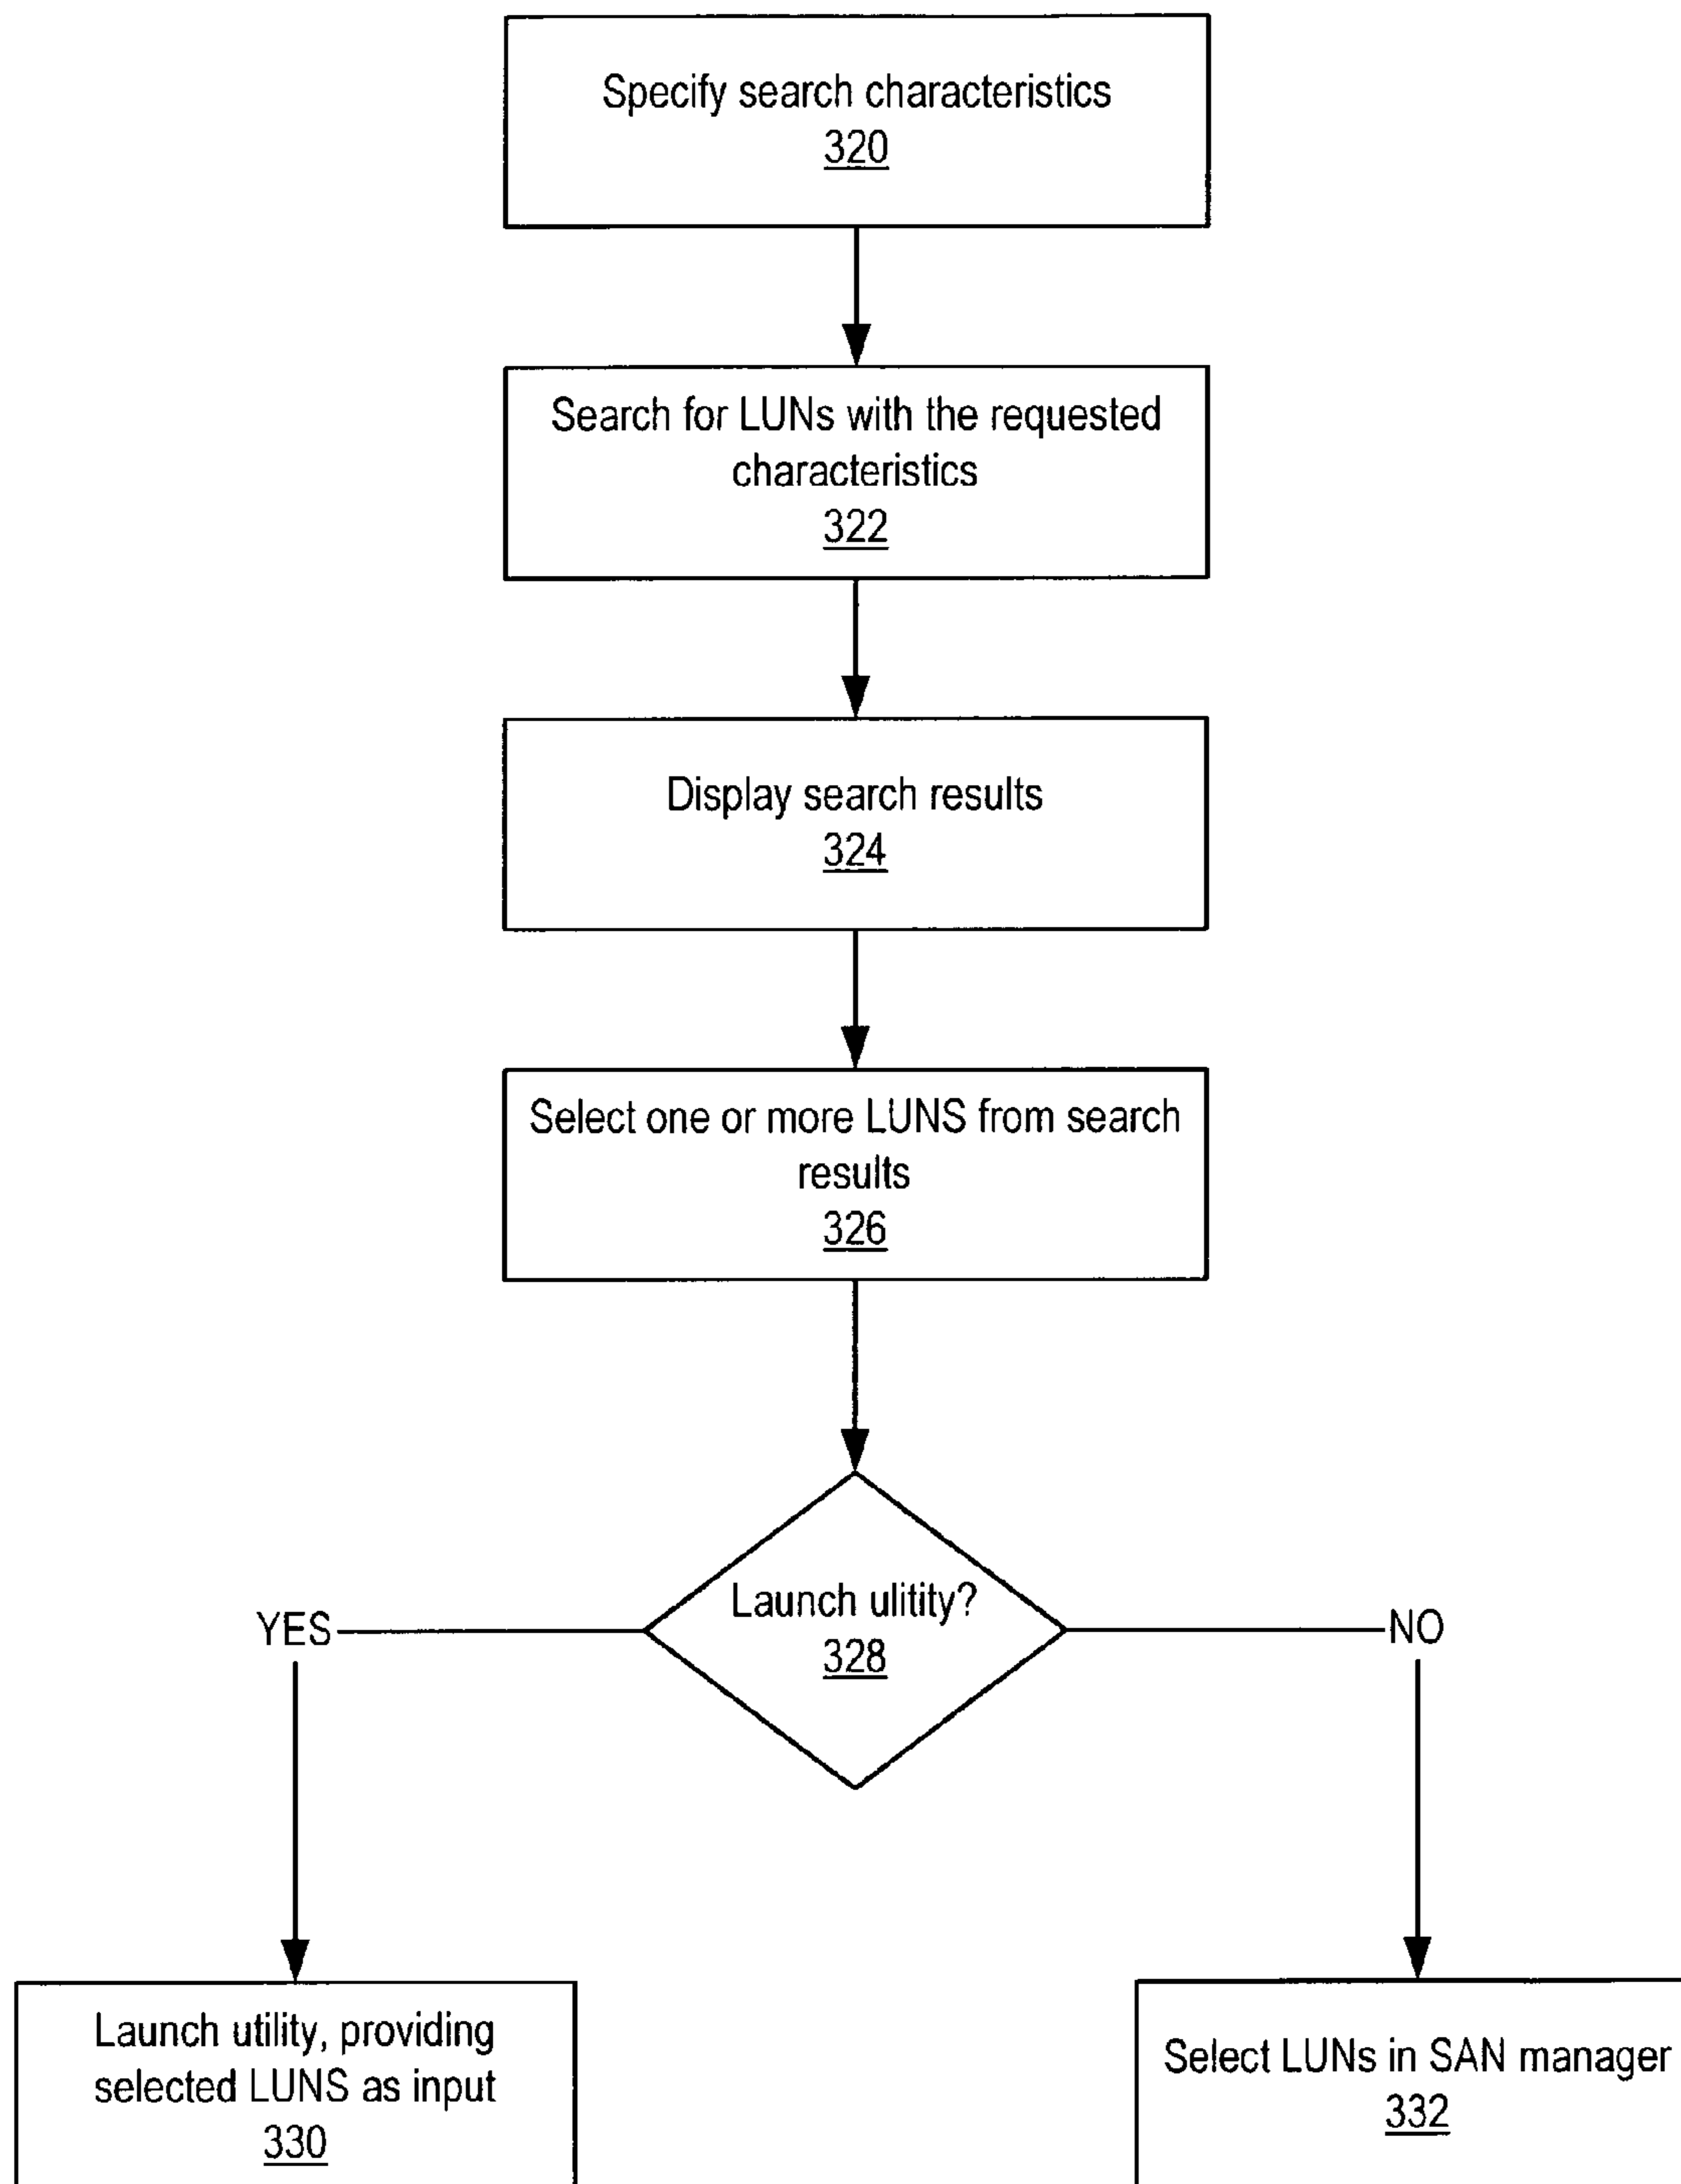 Specify search characteristics
320
Search for LUNs with the requested
characteristics
322
Display search results
324
Select one or more LUNS from search
results
326
Launch ulitity?
328
YES
NO
Launch utility, providing
selected LUNS as input
330
Select LUNs in SAN manager
332